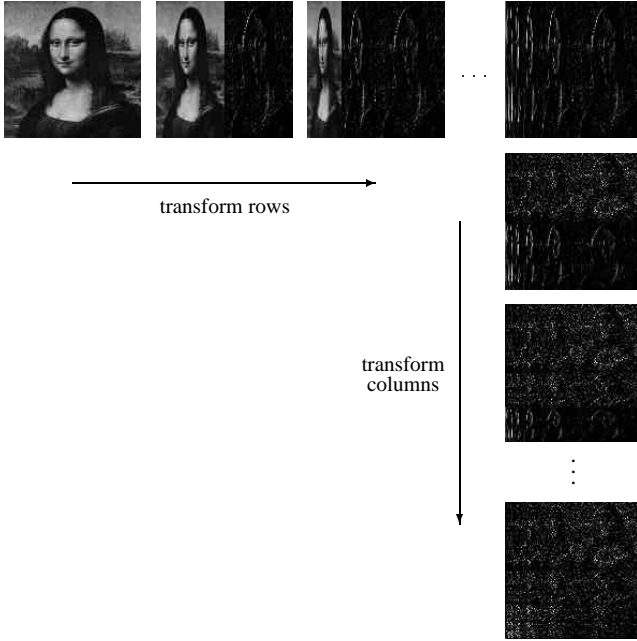 . . .
transform rows
transform
columns